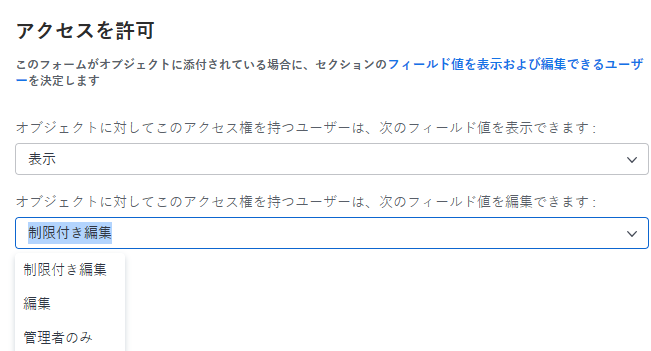 アクセスを許可
このフォームがオブジェクトに添付されている場合に、セクションのフィールド値を表示および編集できるユーザ
ーを決定します
オブジェクトに対してこのアクセス権を持つユーザーは、次のフィールド値を表示できます :
表示
オブジェクトに対してこのアクセス権を持つユーザーは、次のフィールド値を編集できます :
制限付き編集
制限付き編集
編集
管理者のみ